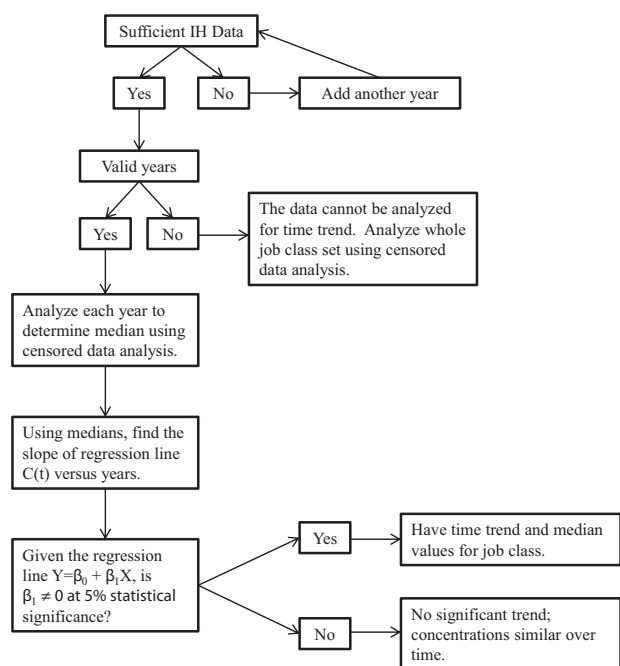 Sufficient IH Data
Yes
No
Add another year
Valid years
Yes
No
The data cannot be analyzed
for time trend. Analyze whole
job class set using censored
data analysis.
Analyze each year to
determine median using
censored data analysis.
Using medians, find the
slope of regression line
C(t) versus years.
Given the regression
line Y=β₀ + β₁X, is
β₁ ≠ 0 at 5% statistical
significance?
Yes
Have time trend and median
values for job class.
No
No significant trend;
concentrations similar over
time.